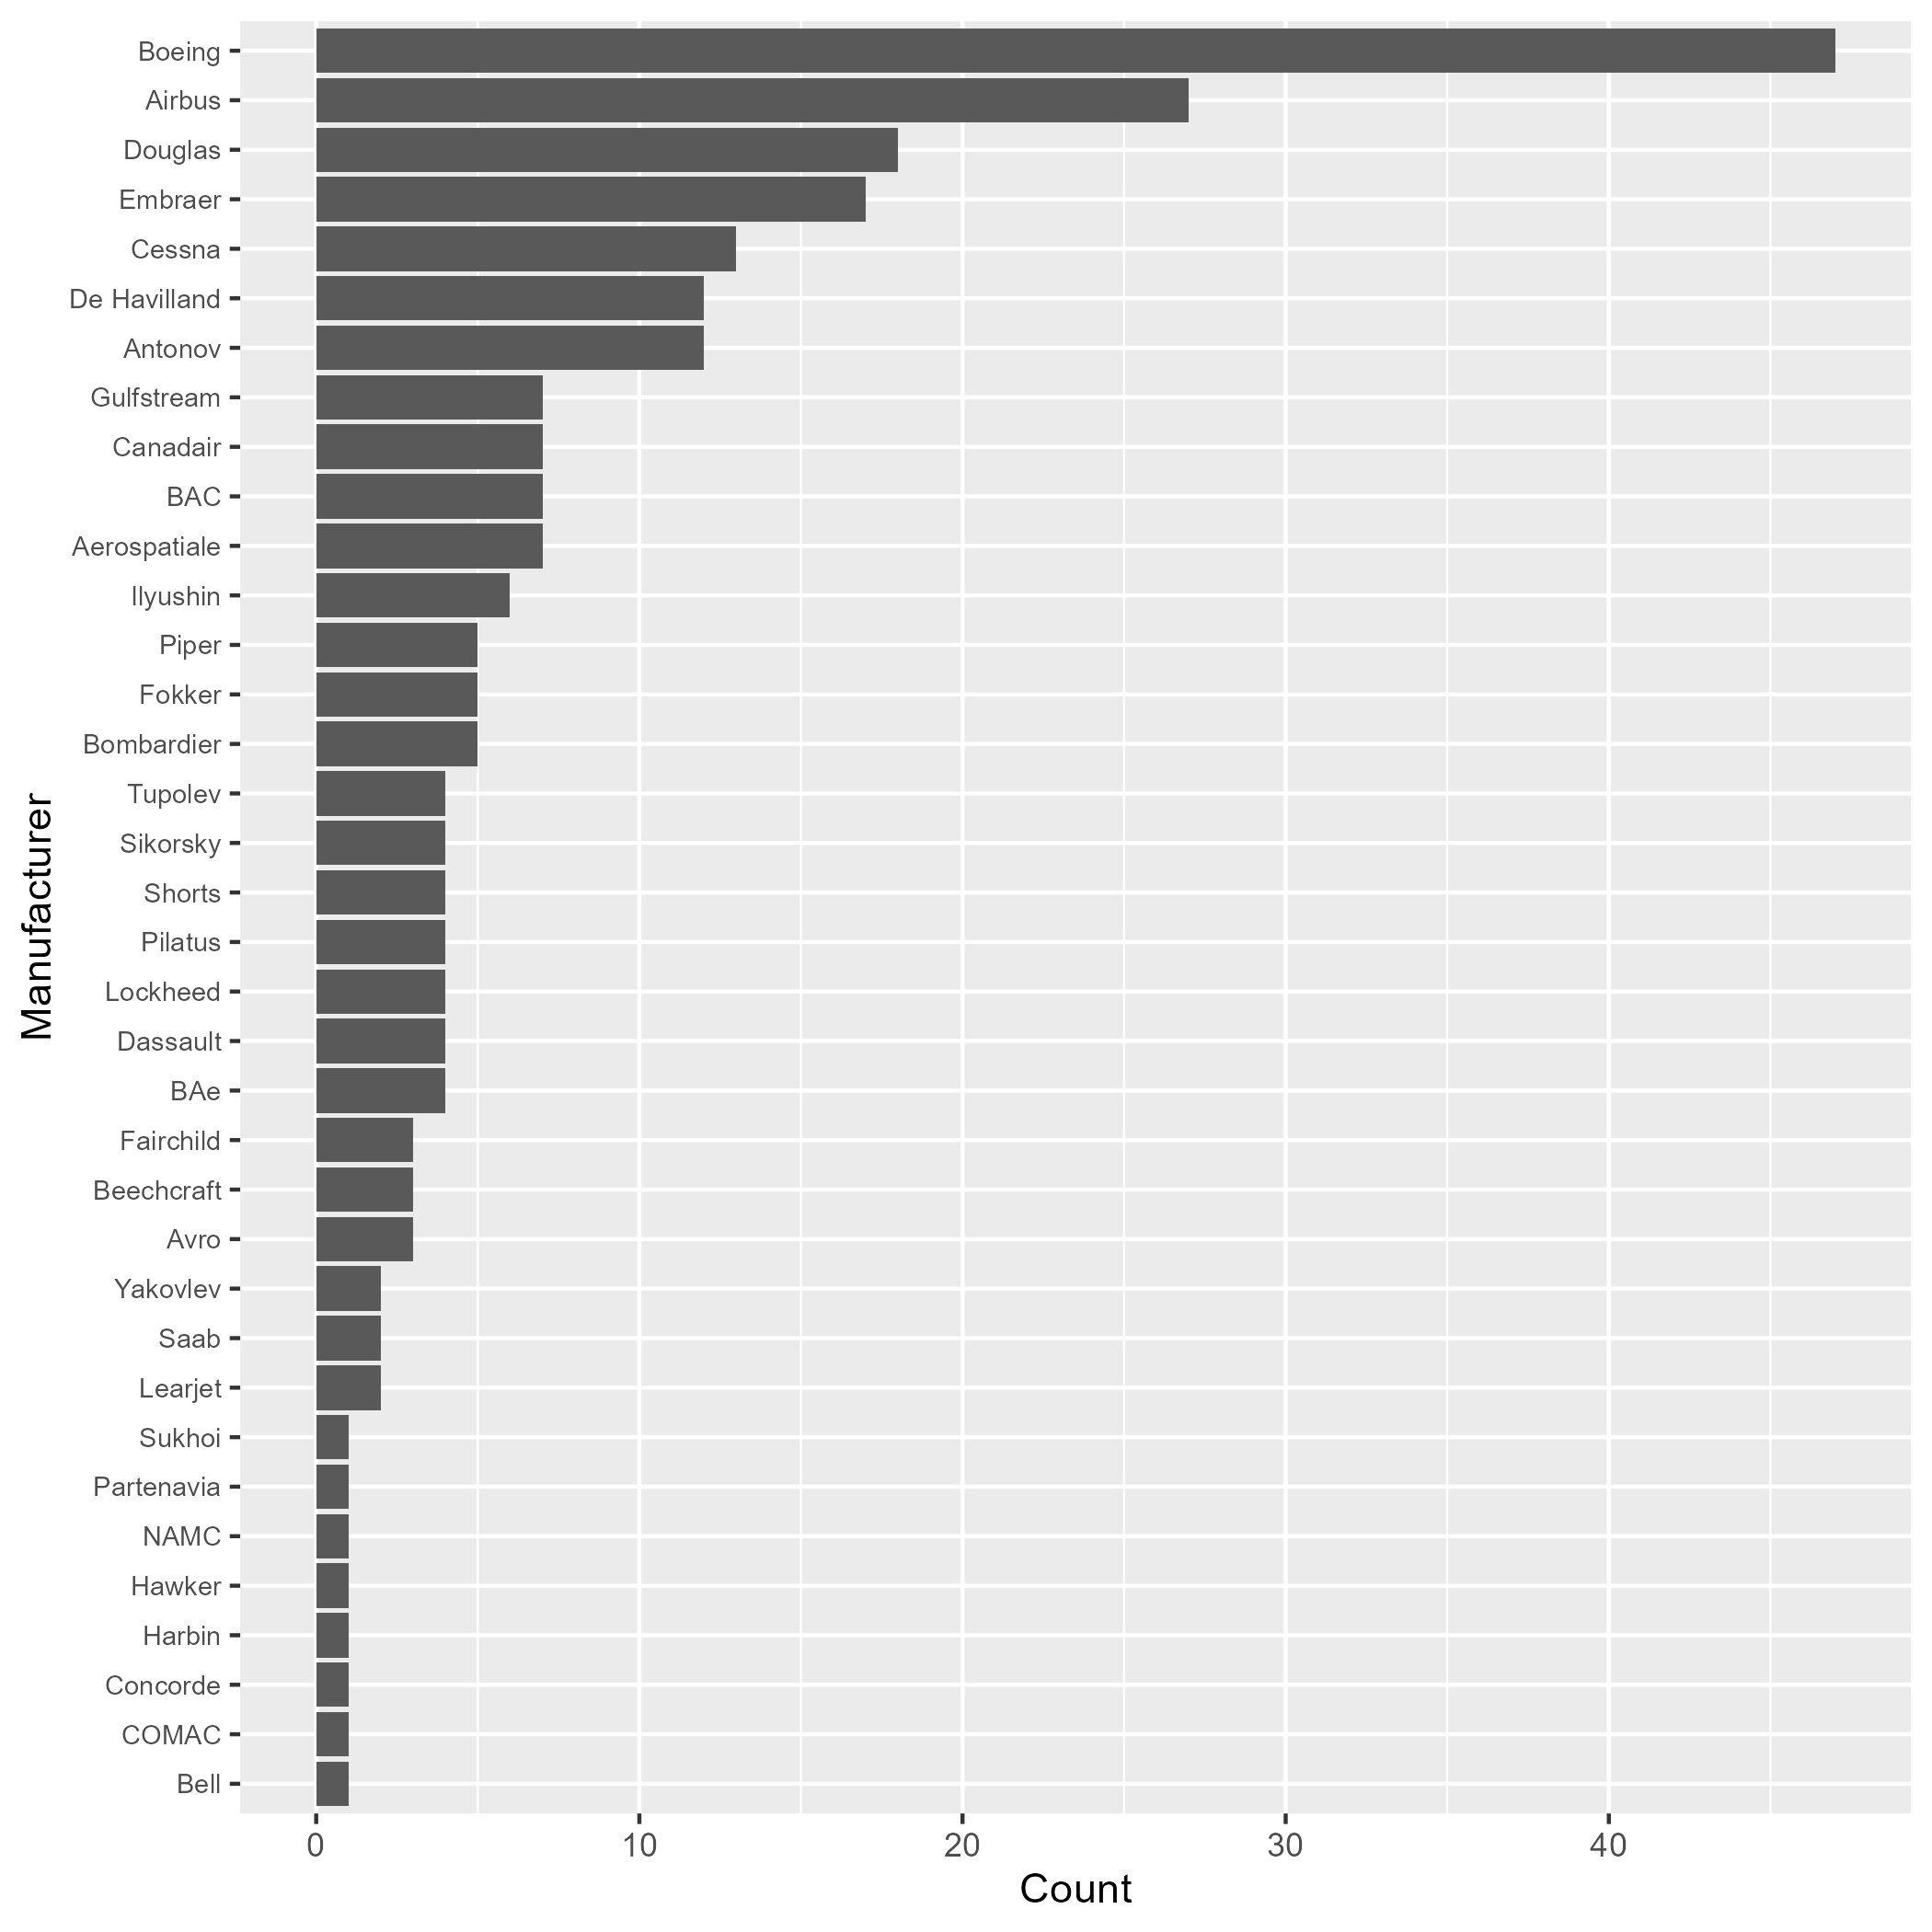 Boeing
Airbus
Douglas
Embraer
Cessna
De Havilland
Antonov
Gulfstream
Canadair
BAC
Aerospatiale
Ilyushin
Piper
Fokker
Bombardier
Tupolev
Sikorsky
Shorts
Pilatus
Lockheed
Dassault
BAe
Fairchild
Beechcraft
Avro
Yakovlev
Saab
Learjet
Sukhoi
Partenavia
NAMC
Hawker
Harbin
Concorde
COMAC
Bell
Manufacturer
0 10 20 30 40
Count